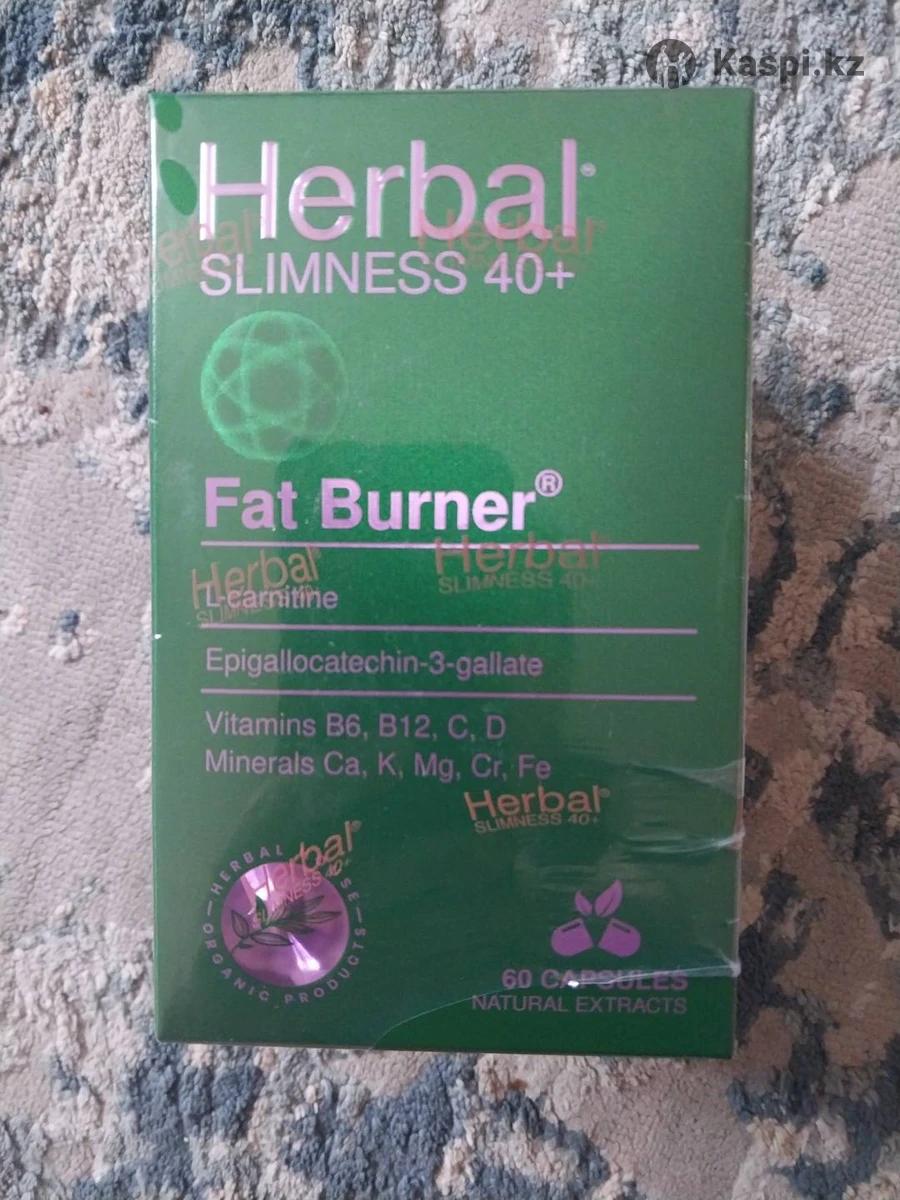 Kaspi.kz
Herbal®
SLIMNESS 40+
Herbal
Fat Burner®
Herbal®
SLIMNESS 40+
Herbal®
SLIMNESS 40+
L-carnitine
Epigallocatechin-3-gallate
Vitamins B6, B12, C, D
Minerals Ca, K, Mg, Cr, Fe
Herbal®
SLIMNESS 40+
Herbal®
SLIMNESS 40+
HERBAL
ORGANIC PRODUCTS
60 CAPSULES
NATURAL EXTRACTS